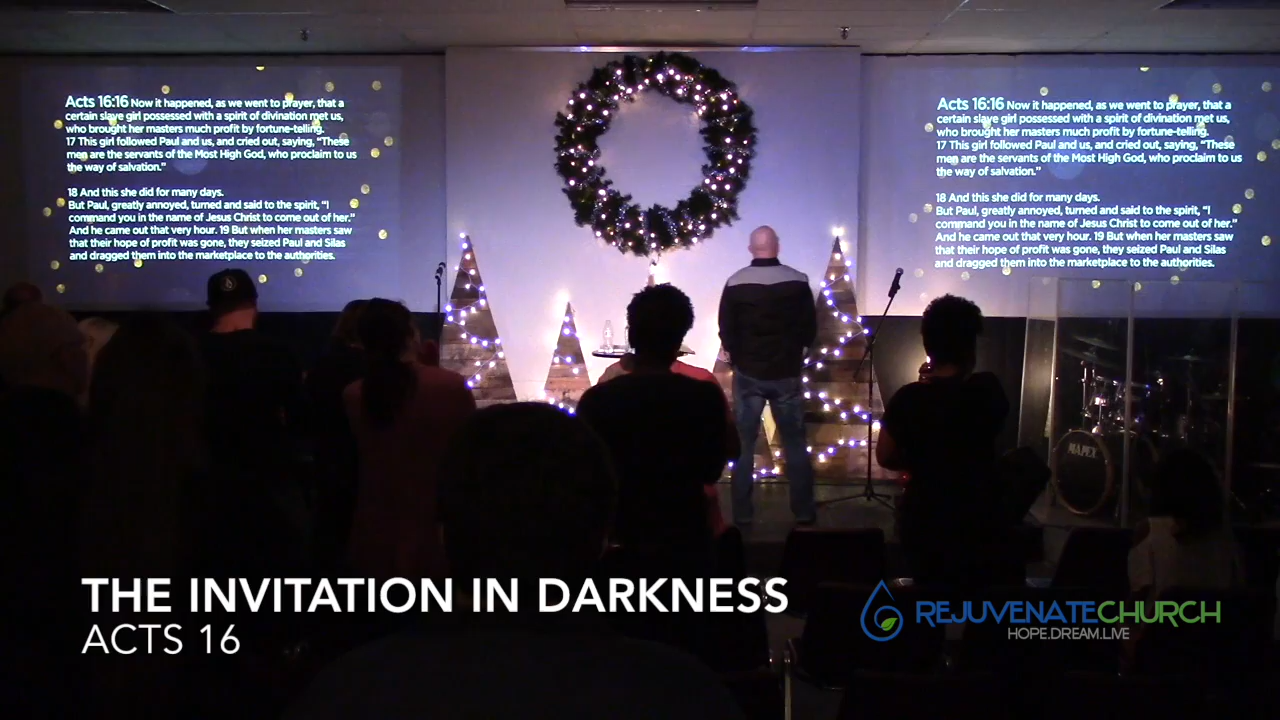 Acts 16:16 Now it happened, as we went to prayer, that a
certain slave girl possessed with a spirit of divination met us,
who brought her masters much profit by fortune-telling.
17 This girl followed Paul and us, and cried out, saying, “These
men are the servants of the Most High God, who proclaim to us
the way of salvation.”
18 And this she did for many days.
But Paul, greatly annoyed, turned and said to the spirit, “I
command you in the name of Jesus Christ to come out of her.”
And he came out that very hour. 19 But when her masters saw
that their hope of profit was gone, they seized Paul and Silas
and dragged them into the marketplace to the authorities.
Acts 16:16 Now it happened, as we went to prayer, that a
certain slave girl possessed with a spirit of divination met us,
who brought her masters much profit by fortune-telling.
17 This girl followed Paul and us, and cried out, saying, “These
men are the servants of the Most High God, who proclaim to us
the way of salvation.”
18 And this she did for many days.
But Paul, greatly annoyed, turned and said to the spirit, “I
command you in the name of Jesus Christ to come out of her.”
And he came out that very hour. 19 But when her masters saw
that their hope of profit was gone, they seized Paul and Silas
and dragged them into the marketplace to the authorities.
MAPEX
THE INVITATION IN DARKNESS
ACTS 16
REJUVENATECHURCH
HOPE.DREAM.LIVE